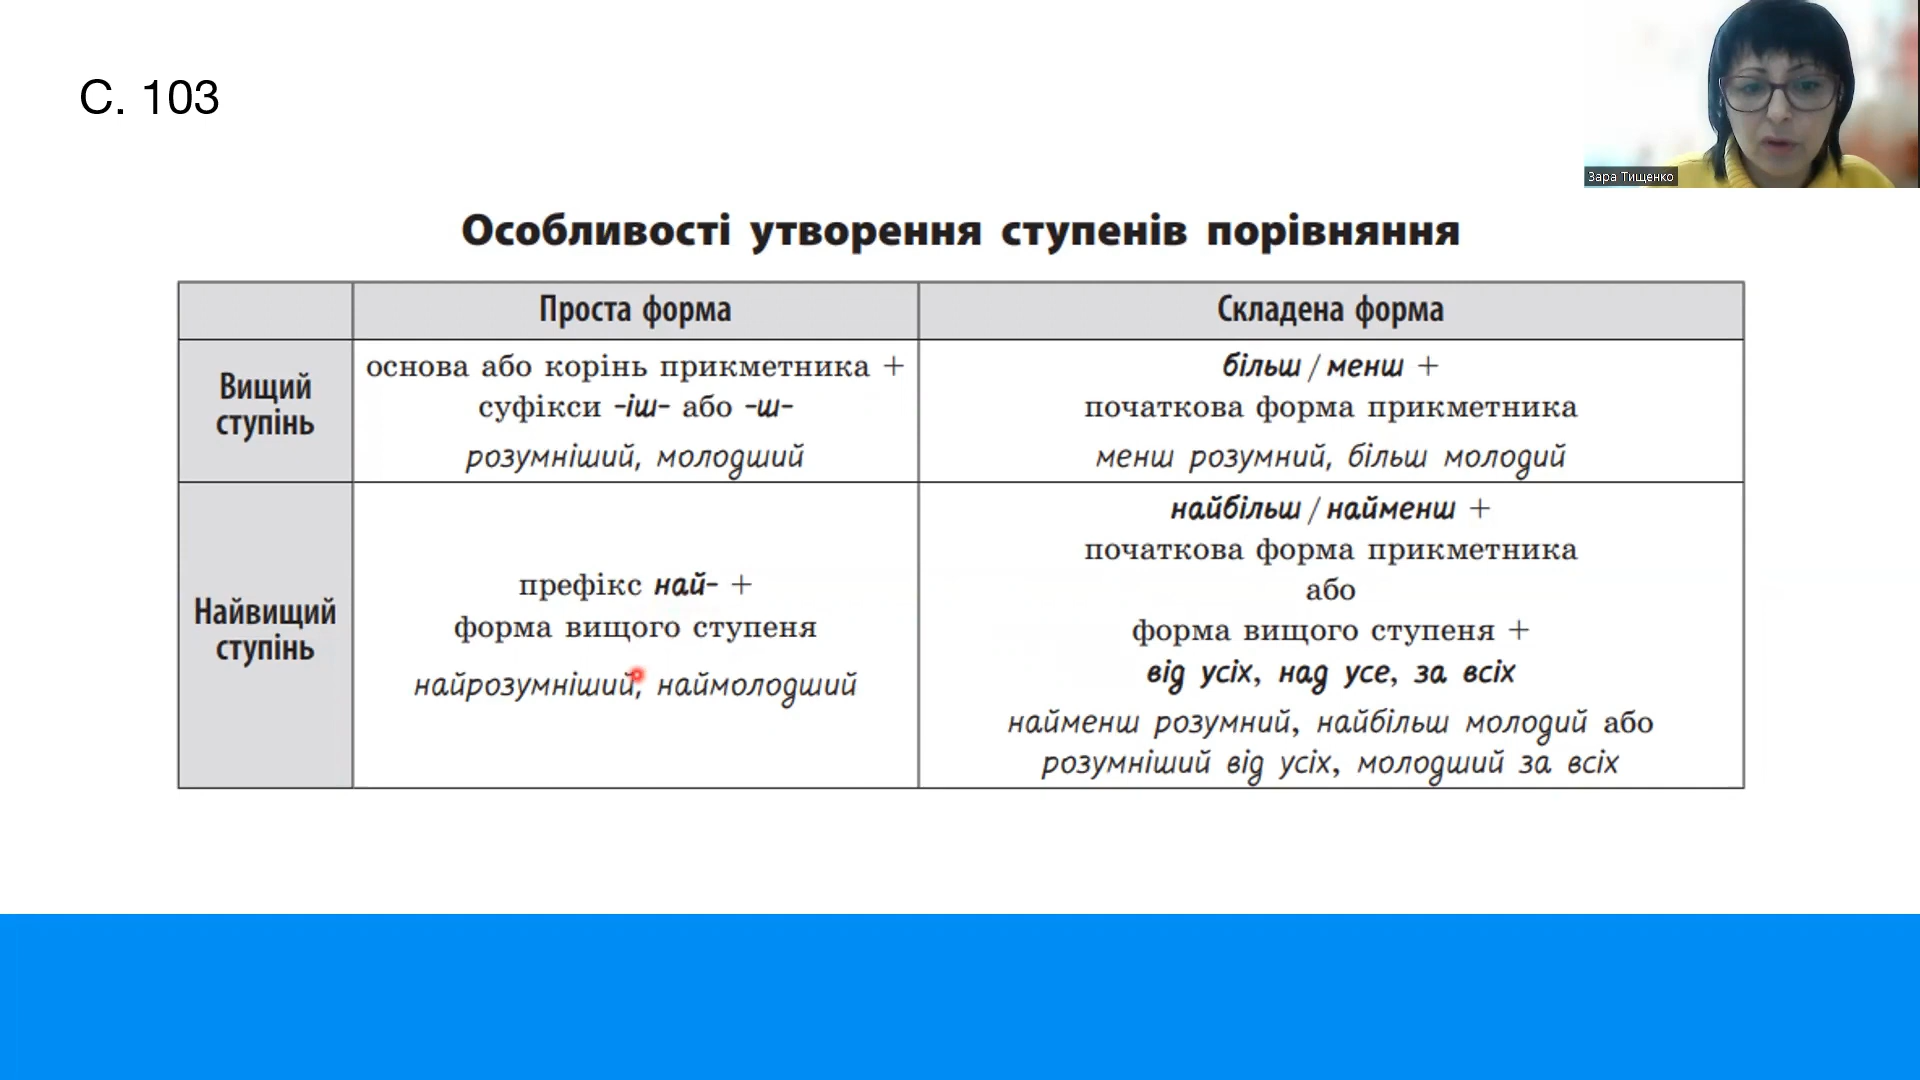 С. 103
Зара Тищенко
Особливості утворення ступенів порівняння
Проста форма
Складена форма
Вищий
ступінь
основа або корінь прикметника +
суфікси -іш- або -ш-
розумніший, молодший
більш / менш +
початкова форма прикметника
менш розумний, більш молодий
Найвищий
ступінь
префікс най- +
форма вищого ступеня
найрозумніший, наймолодший
найбільш / найменш +
початкова форма прикметника
або
форма вищого ступеня +
від усіх, над усе, за всіх
найменш розумний, найбільш молодий або
розумніший від усіх, молодший за всіх